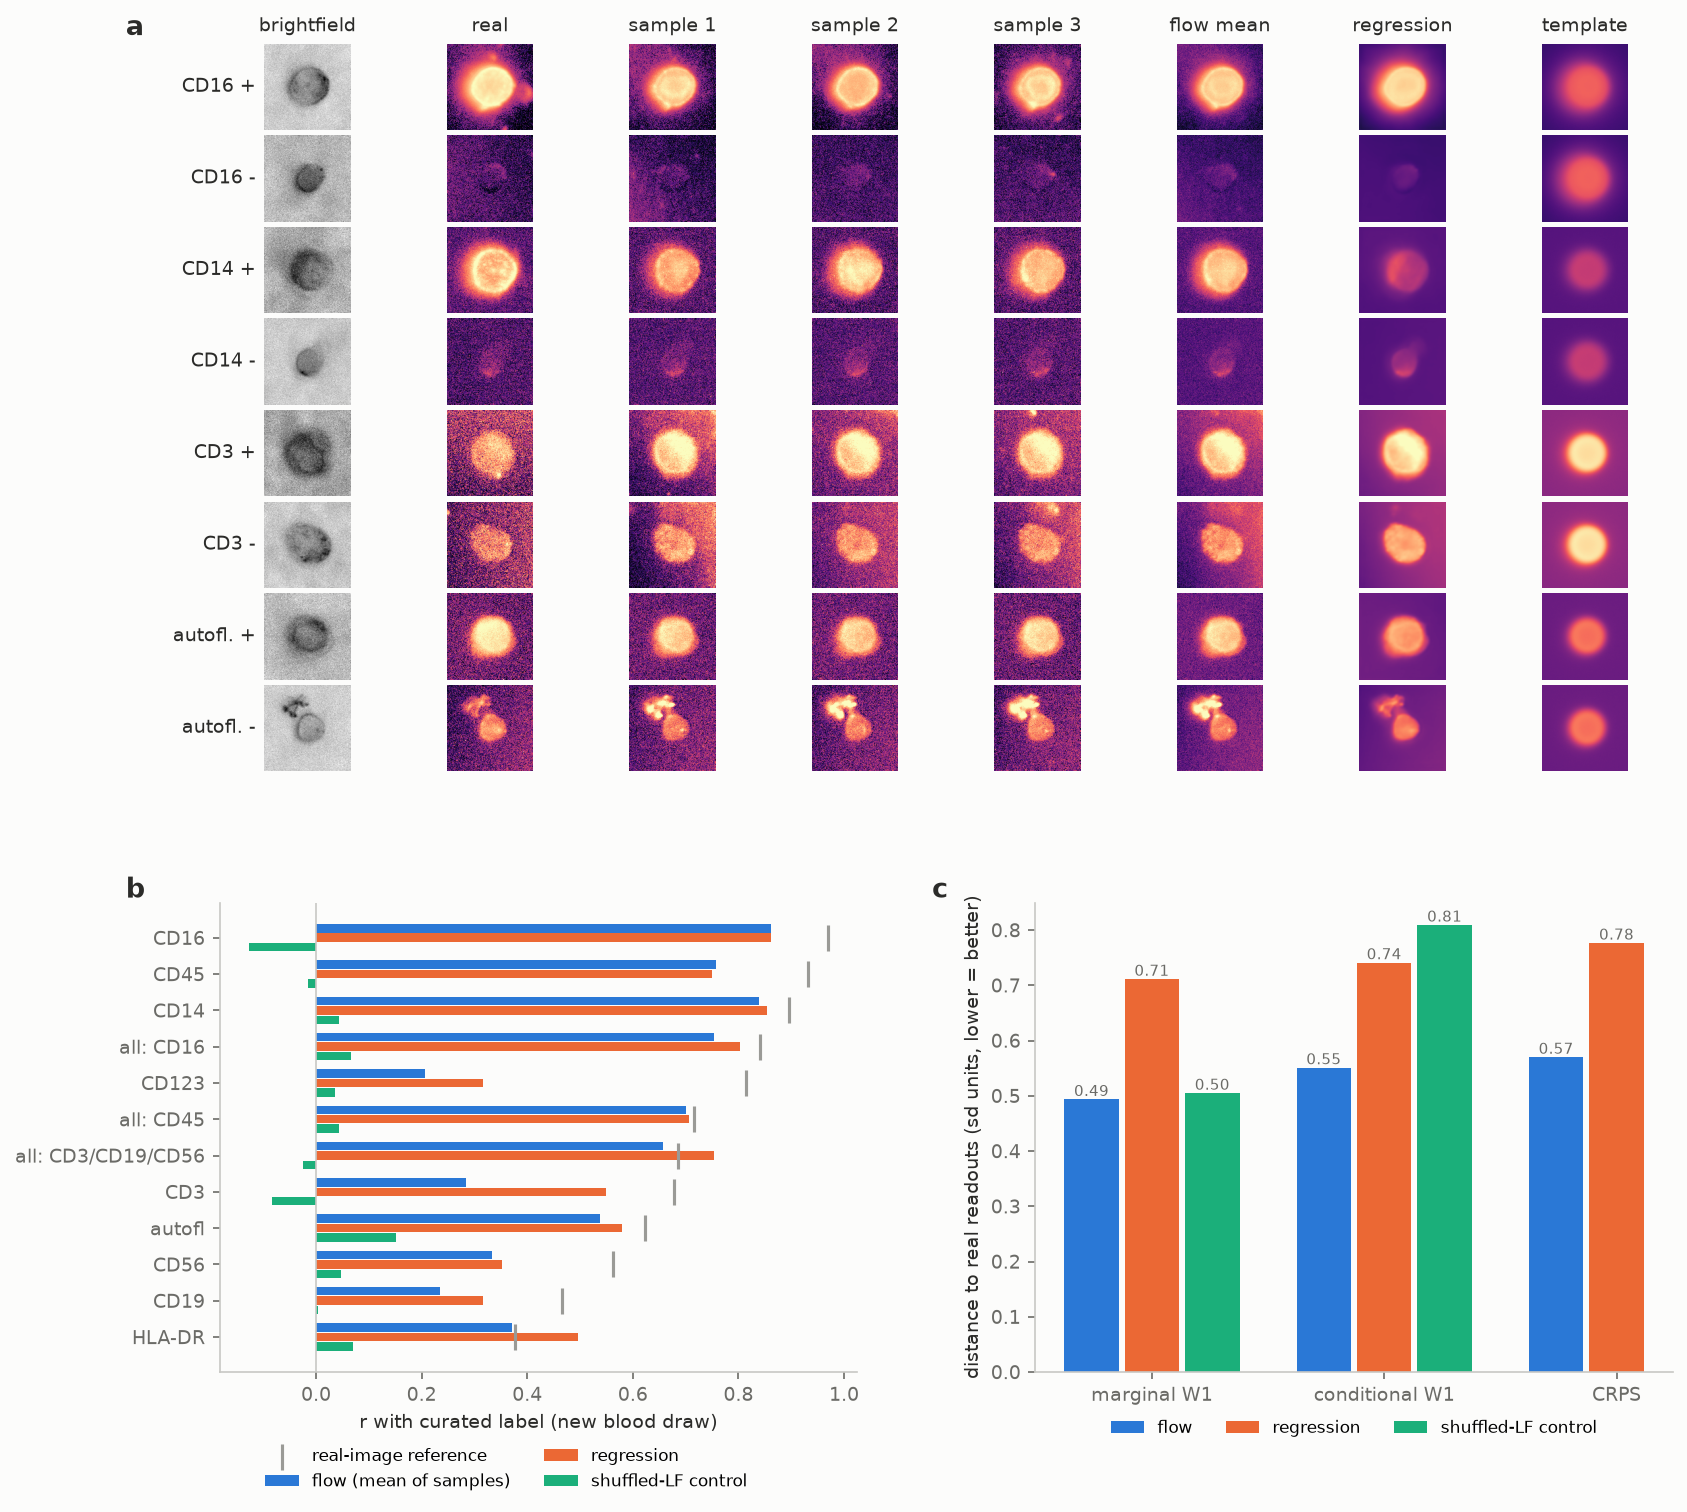 a
brightfield real sample 1 sample 2 sample 3 flow mean regression template
CD16 +
CD16 -
CD14 +
CD14 -
CD3 +
CD3 -
autofl. +
autofl. -
b
CD16
CD45
CD14
all: CD16
CD123
all: CD45
all: CD3/CD19/CD56
CD3
autofl
CD56
CD19
HLA-DR
0.0 0.2 0.4 0.6 0.8 1.0
r with curated label (new blood draw)
real-image reference
flow (mean of samples)
regression
shuffled-LF control
c
distance to real readouts (sd units, lower = better)
0.8
0.7
0.6
0.5
0.4
0.3
0.2
0.1
0.0
0.49 0.71 0.50
0.55 0.74 0.81
0.57 0.78
marginal W1 conditional W1 CRPS
flow regression shuffled-LF control